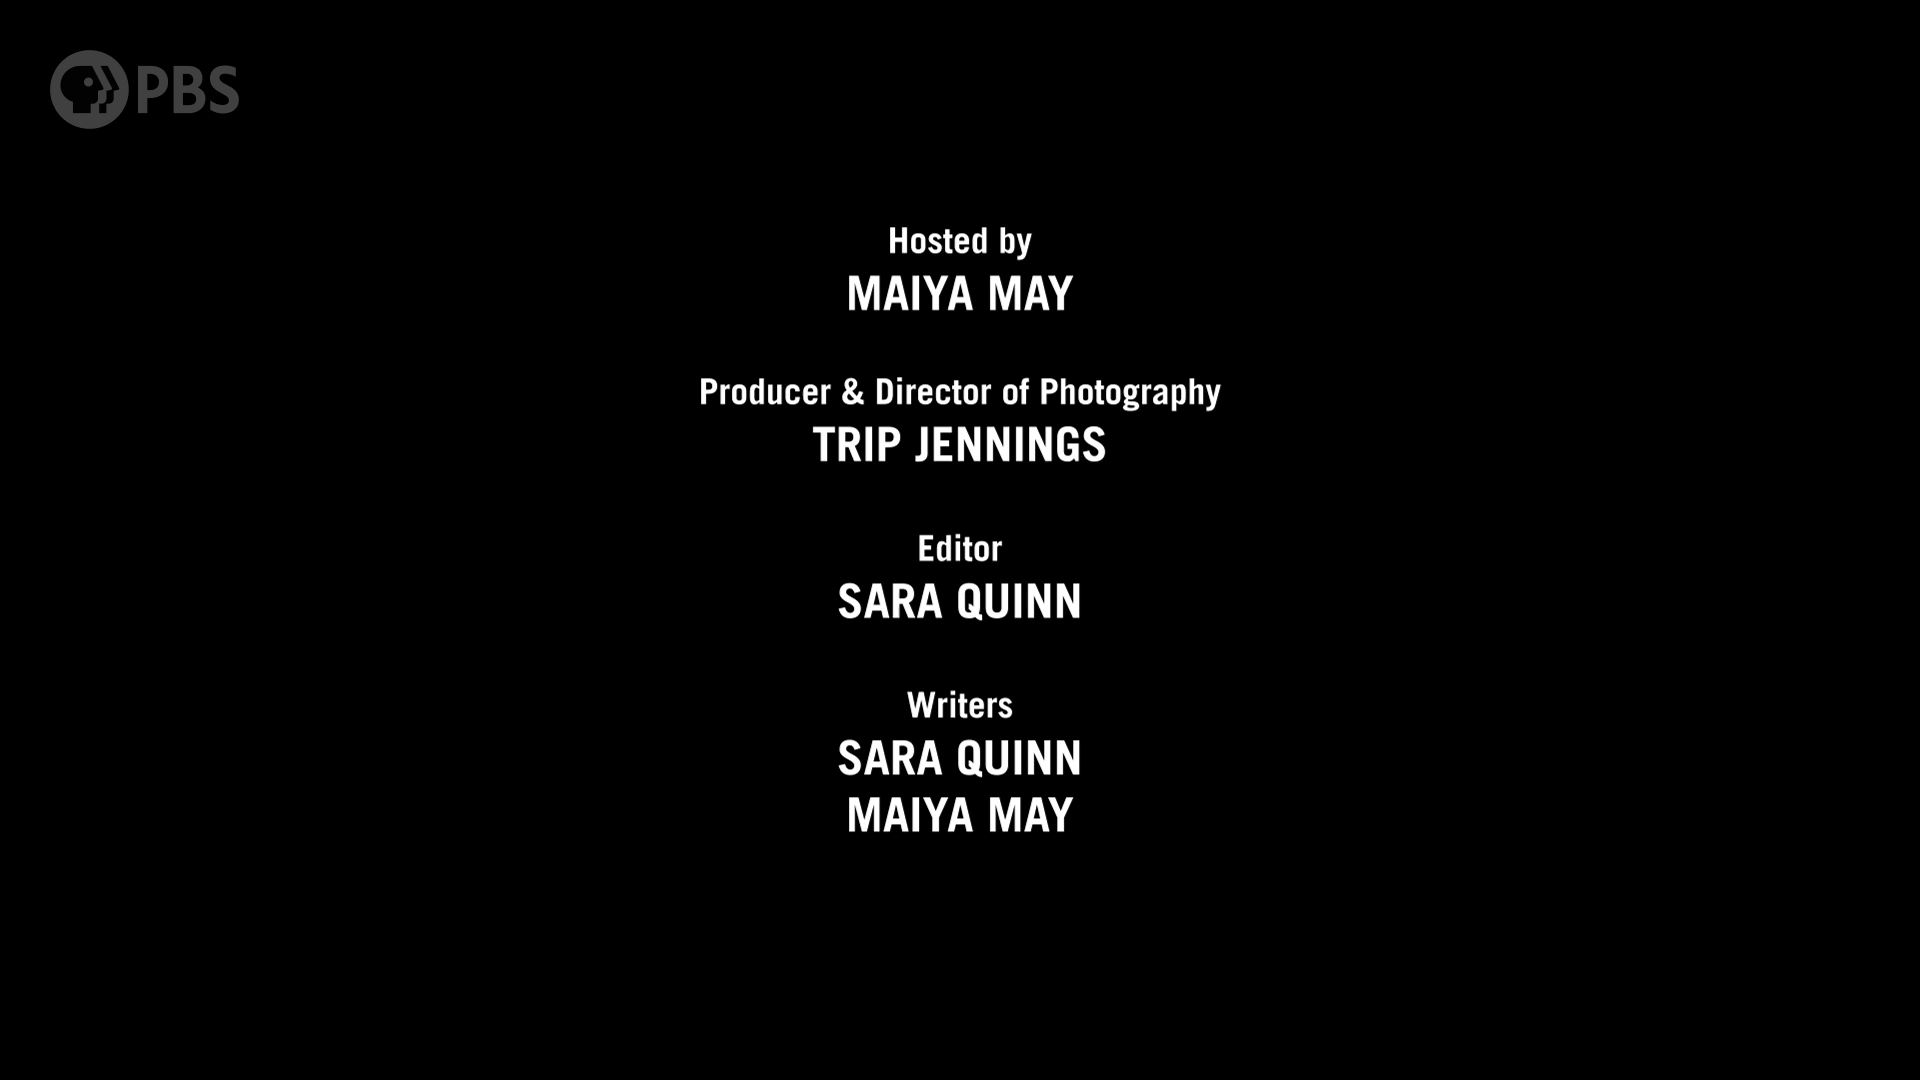 PBS
Hosted by
MAIYA MAY
Producer & Director of Photography
TRIP JENNINGS
Editor
SARA QUINN
Writers
SARA QUINN
MAIYA MAY